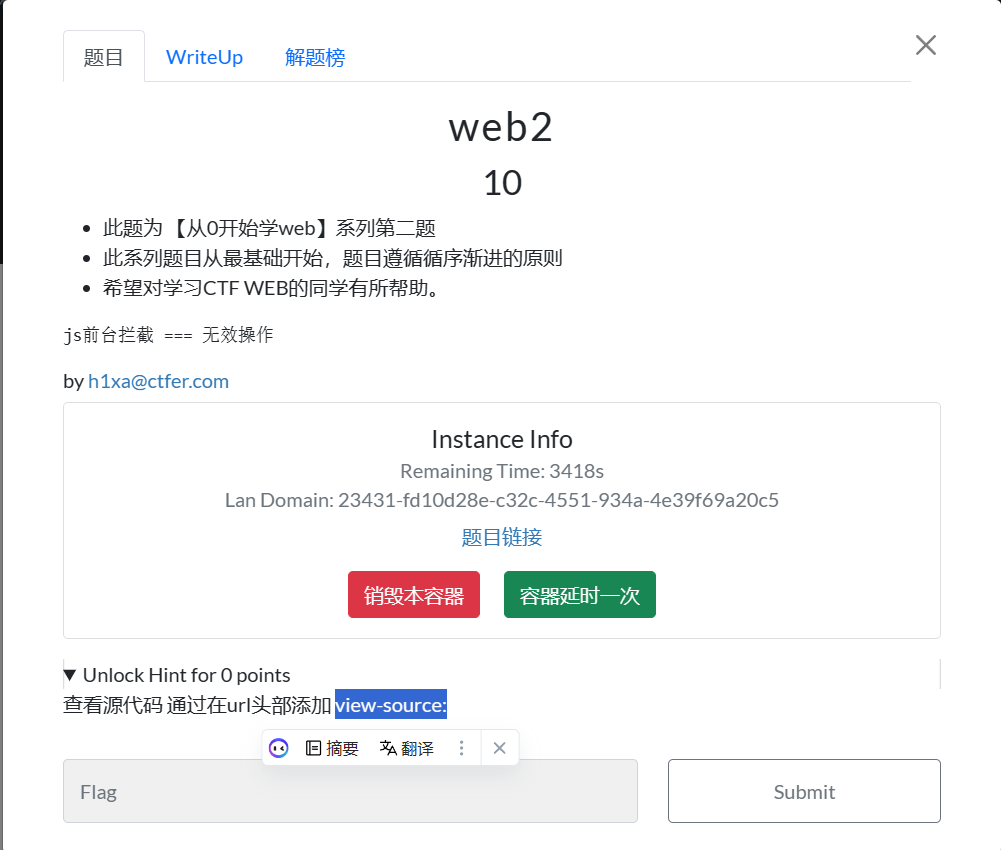 题目 WriteUp 解题榜
web2
10
此题为 【从0开始学web】系列第二题
此系列题目从最基础开始，题目遵循循序渐进的原则
希望对学习CTF WEB的同学有所帮助。
js前台拦截 === 无效操作
by h1xa@ctfer.com
Instance Info
Remaining Time: 3418s
Lan Domain: 23431-fd10d28e-c32c-4551-934a-4e39f69a20c5
题目链接
销毁本容器 容器延时一次
Unlock Hint for 0 points
查看源代码 通过在url头部添加 view-source:
摘要 翻译
Flag Submit